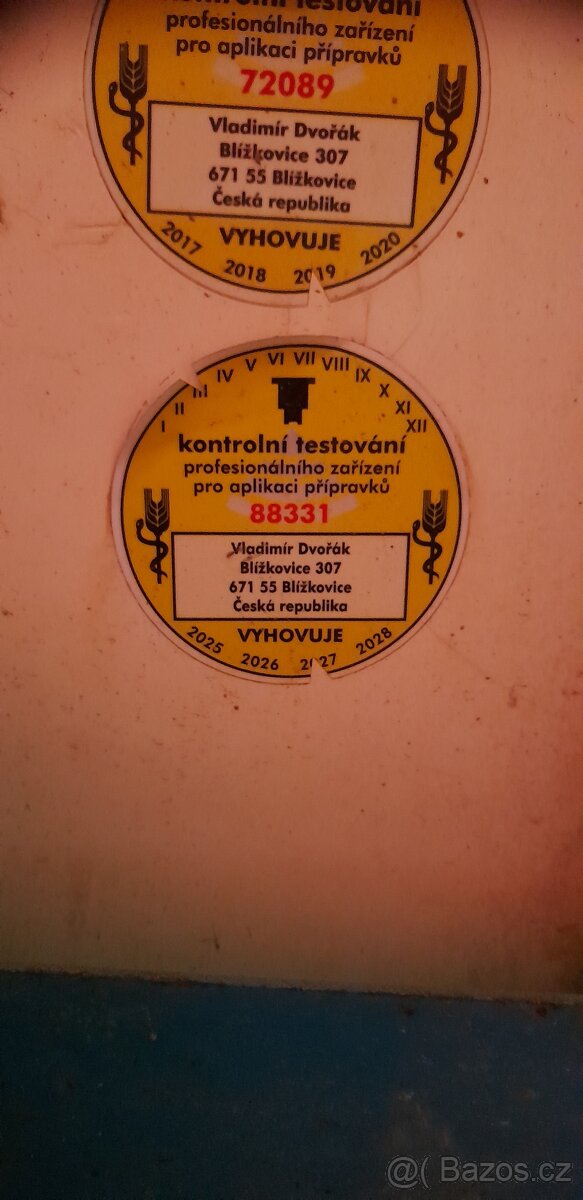 kontrolní testování
profesionálního zařízení
pro aplikaci přípravků
72089
Vladimír Dvořák
Blížkovice 307
671 55 Blížkovice
Česká republika
VYHOVUJE
2017 2018 2019 2020
I II III IV V VI VII VIII IX X XI XII
kontrolní testování
profesionálního zařízení
pro aplikaci přípravků
88331
Vladimír Dvořák
Blížkovice 307
671 55 Blížkovice
Česká republika
VYHOVUJE
2025 2026 2027 2028
@( Bazos.cz